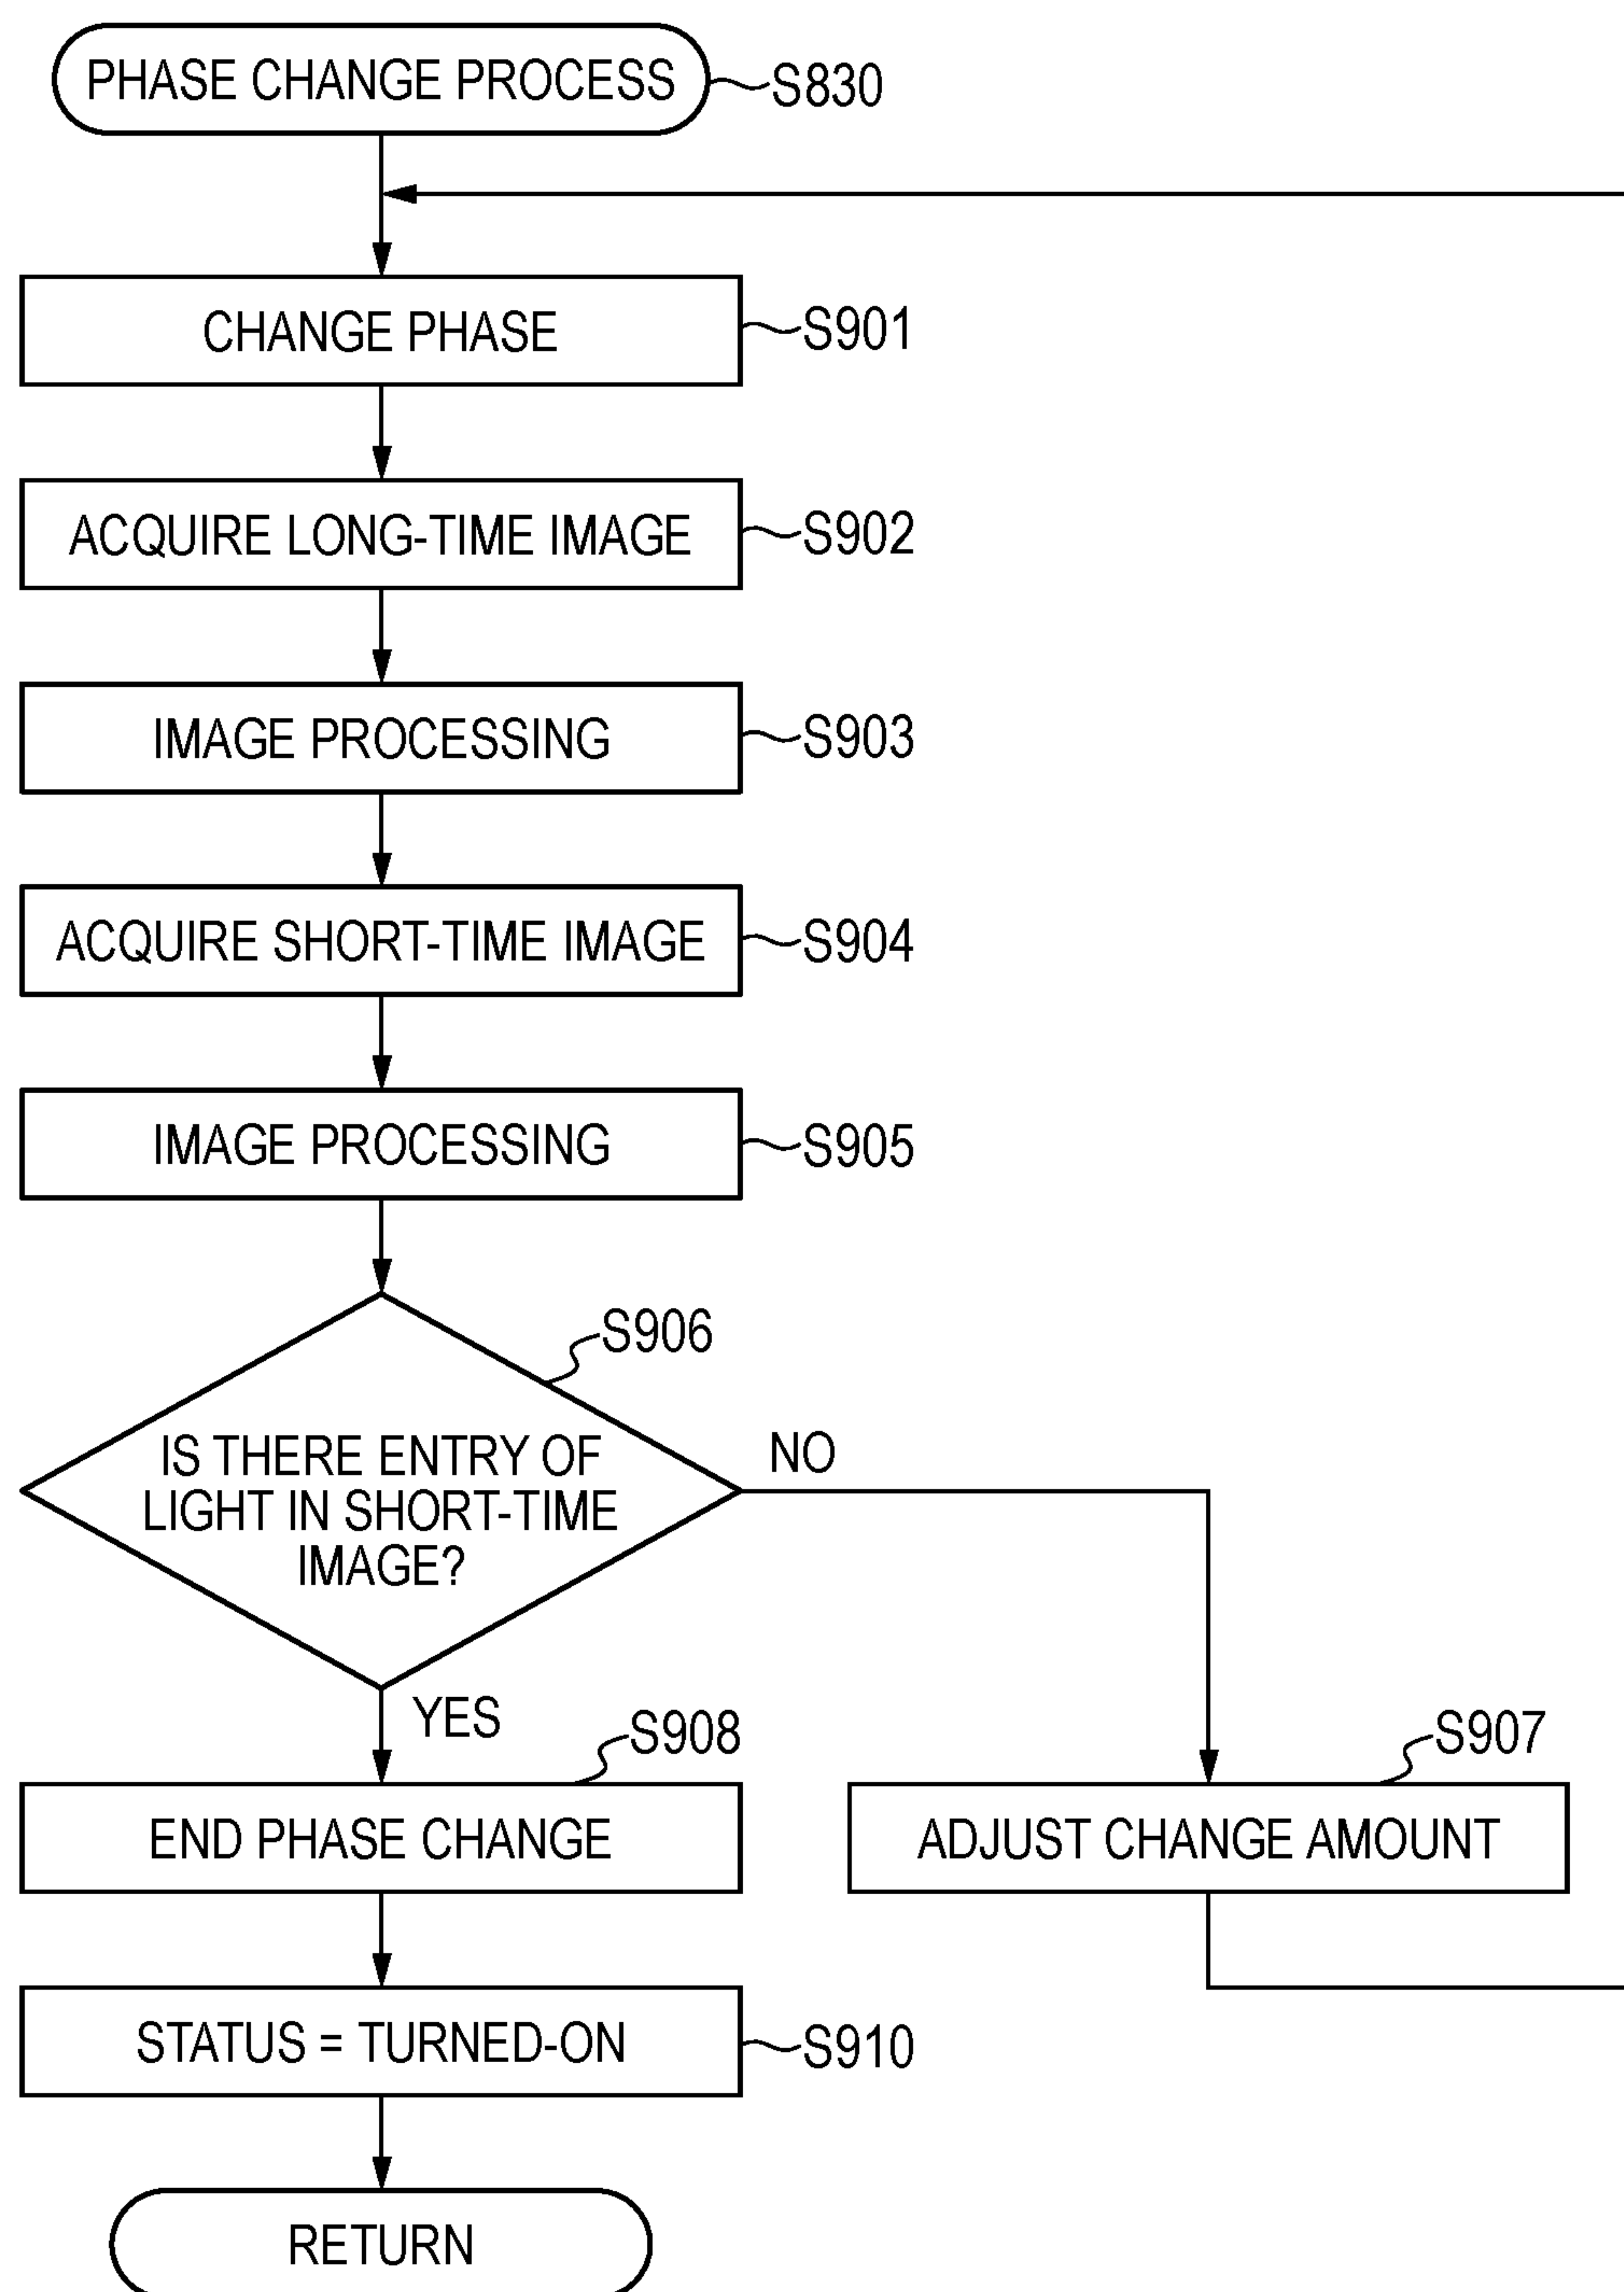 PHASE CHANGE PROCESS
S830
CHANGE PHASE
S901
ACQUIRE LONG-TIME IMAGE
S902
IMAGE PROCESSING
S903
ACQUIRE SHORT-TIME IMAGE
S904
IMAGE PROCESSING
S905
S906
IS THERE ENTRY OF
LIGHT IN SHORT-TIME
IMAGE?
NO
YES
S908
END PHASE CHANGE
S907
ADJUST CHANGE AMOUNT
STATUS = TURNED-ON
S910
RETURN